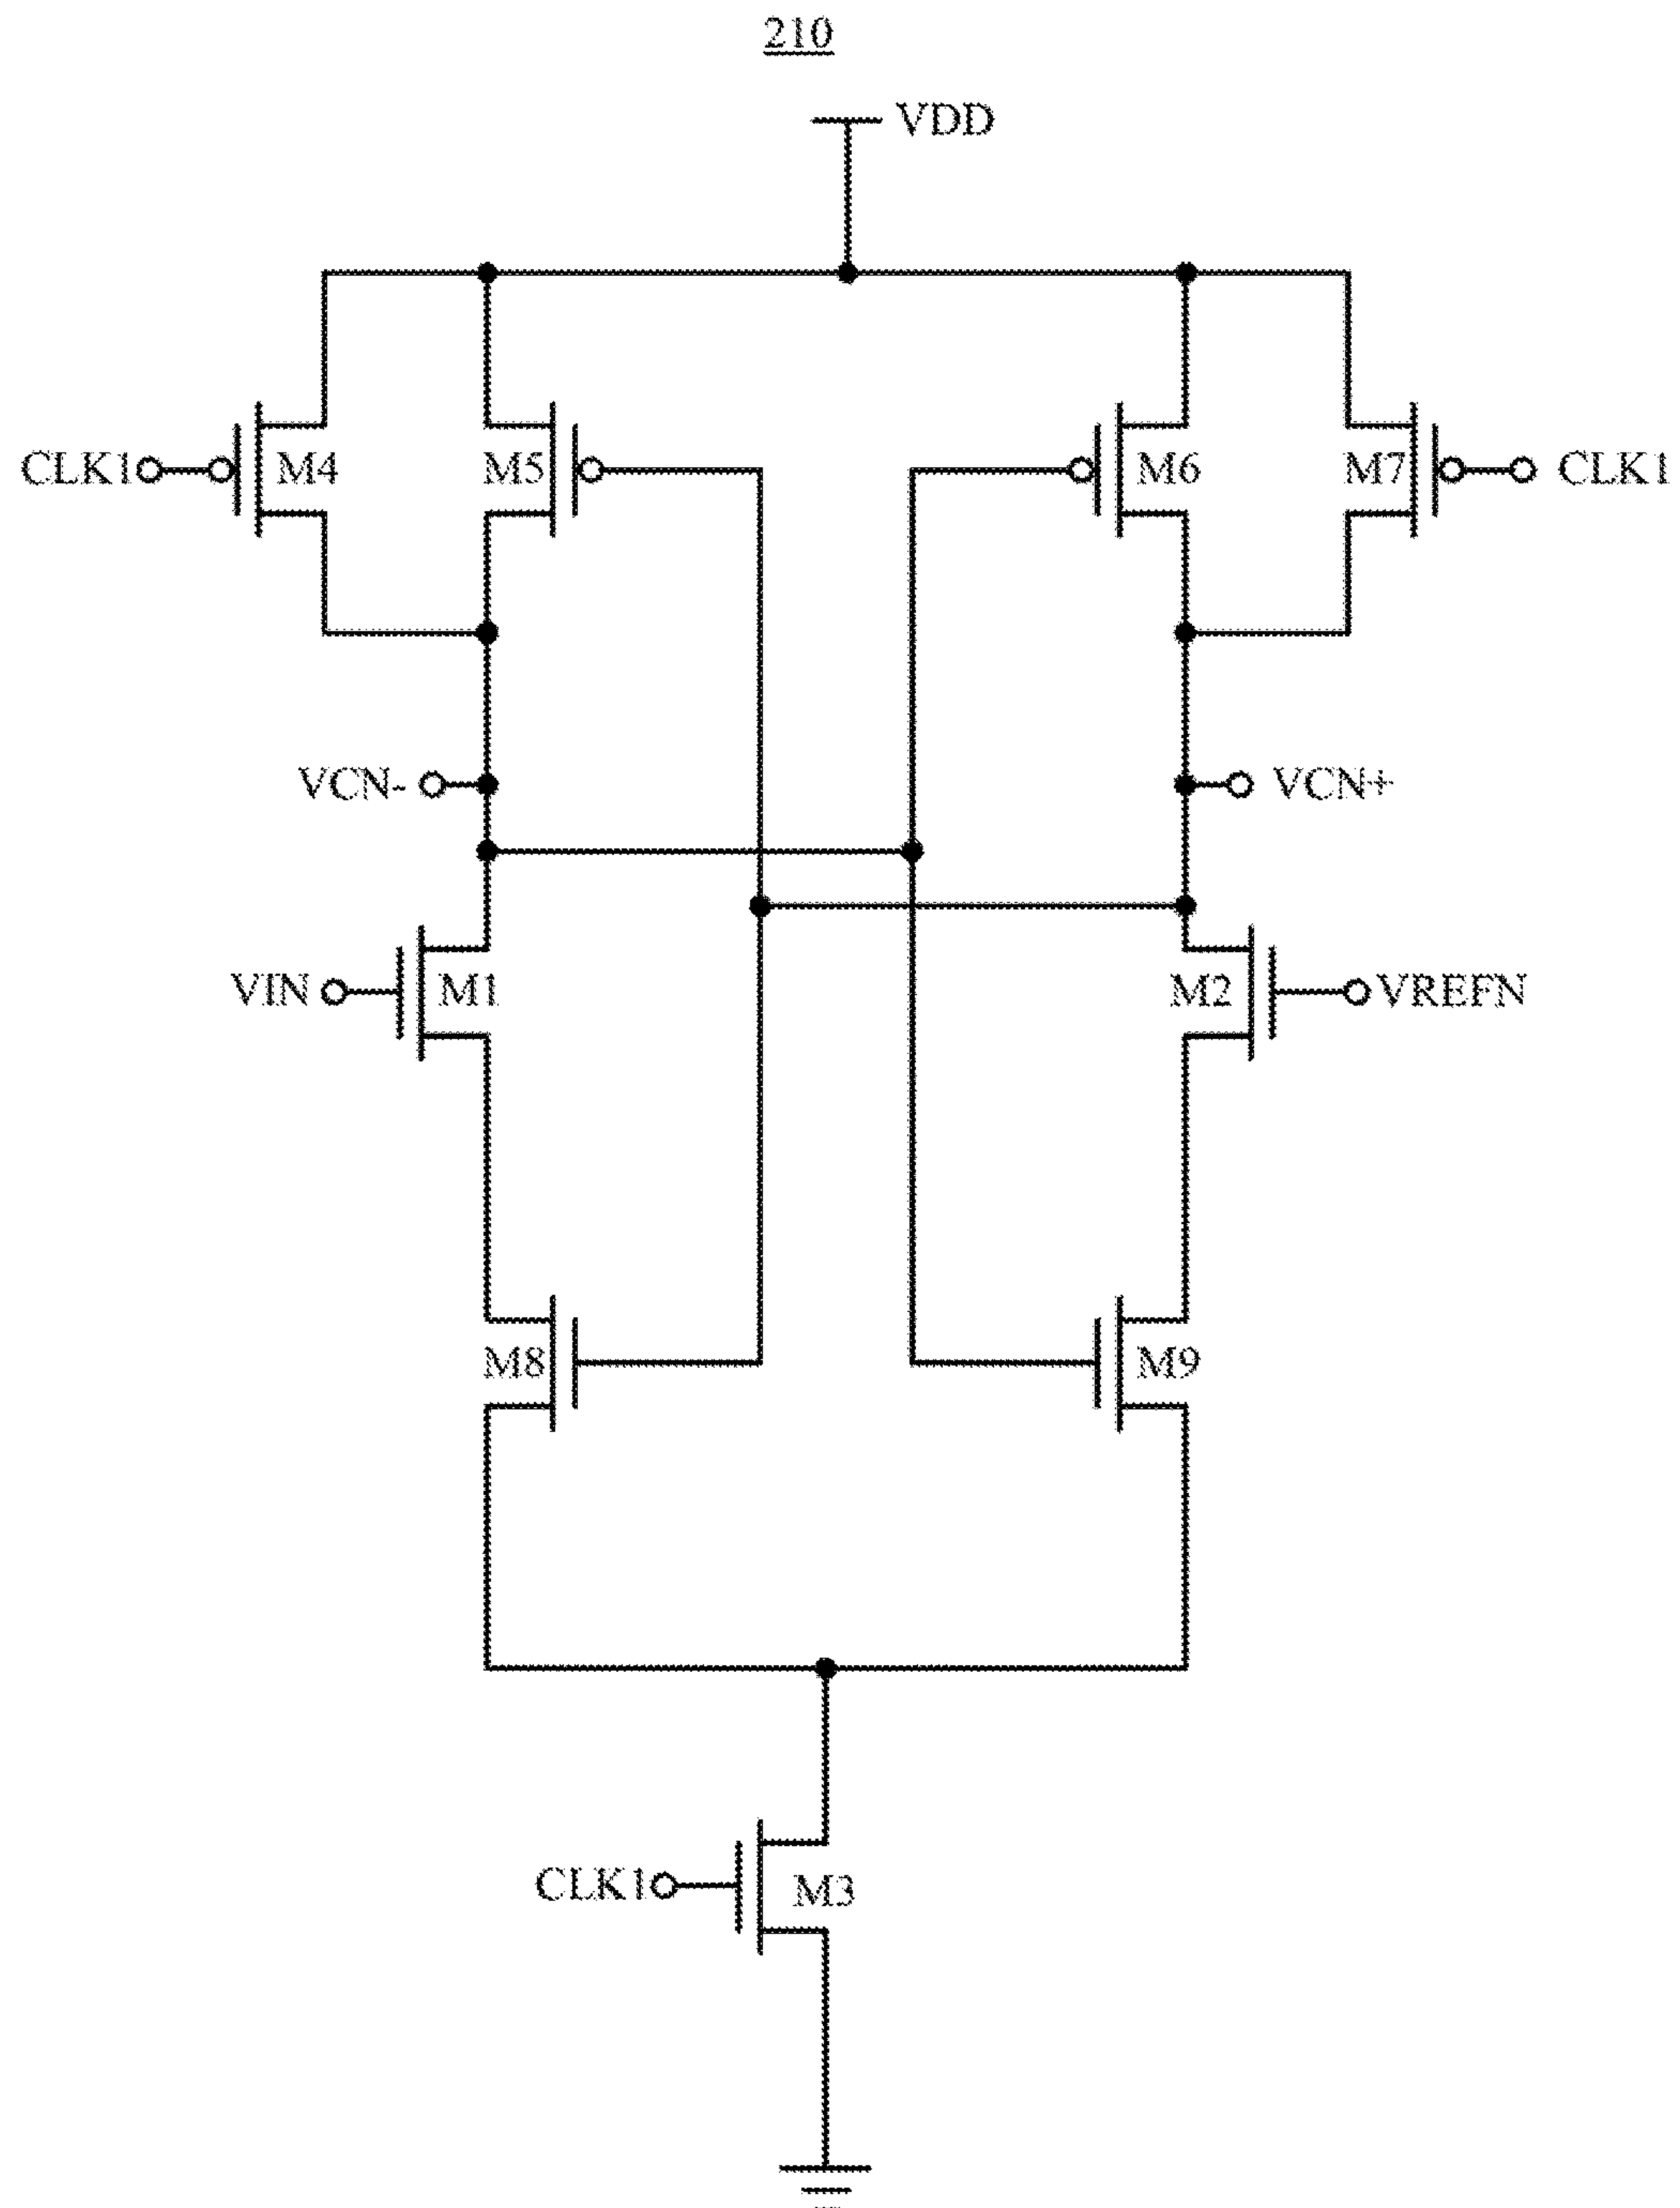 210
VDD
CLK1 M4 M5 M6 M7 CLK1
VCN- VCN+
VIN M1 M2 VREFN
M8 M9
CLK1 M3